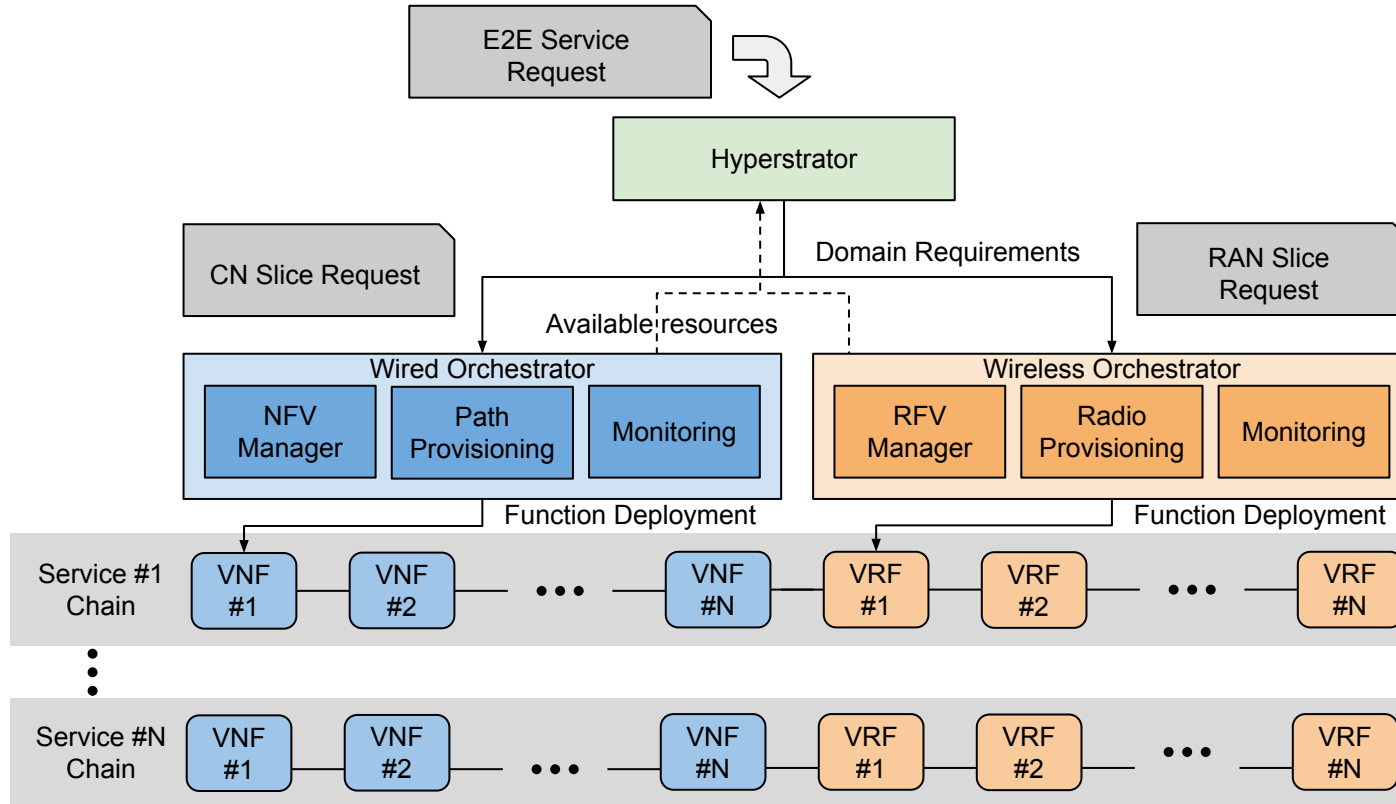 E2E Service
Request
Hyperstrator
CN Slice Request
Domain Requirements
RAN Slice
Request
Available resources
Wired Orchestrator
NFV
Manager
Path
Provisioning
Monitoring
Wireless Orchestrator
RFV
Manager
Radio
Provisioning
Monitoring
Function Deployment
Function Deployment
Service #1
Chain
VNF
#1
VNF
#2
VNF
#N
VRF
#1
VRF
#2
VRF
#N
Service #N
Chain
VNF
#1
VNF
#2
VNF
#N
VRF
#1
VRF
#2
VRF
#N